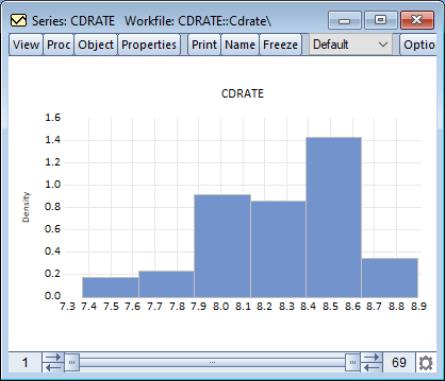 Series: CDRATE Workfile: CDRATE::Cdrate\
View Proc Object Properties Print Name Freeze Default Optio
CDRATE
1.6
1.4
1.2
1.0
0.8
0.6
0.4
0.2
0.0
Density
7.3 7.4 7.5 7.6 7.7 7.8 7.9 8.0 8.1 8.2 8.3 8.4 8.5 8.6 8.7 8.8 8.9
1 69